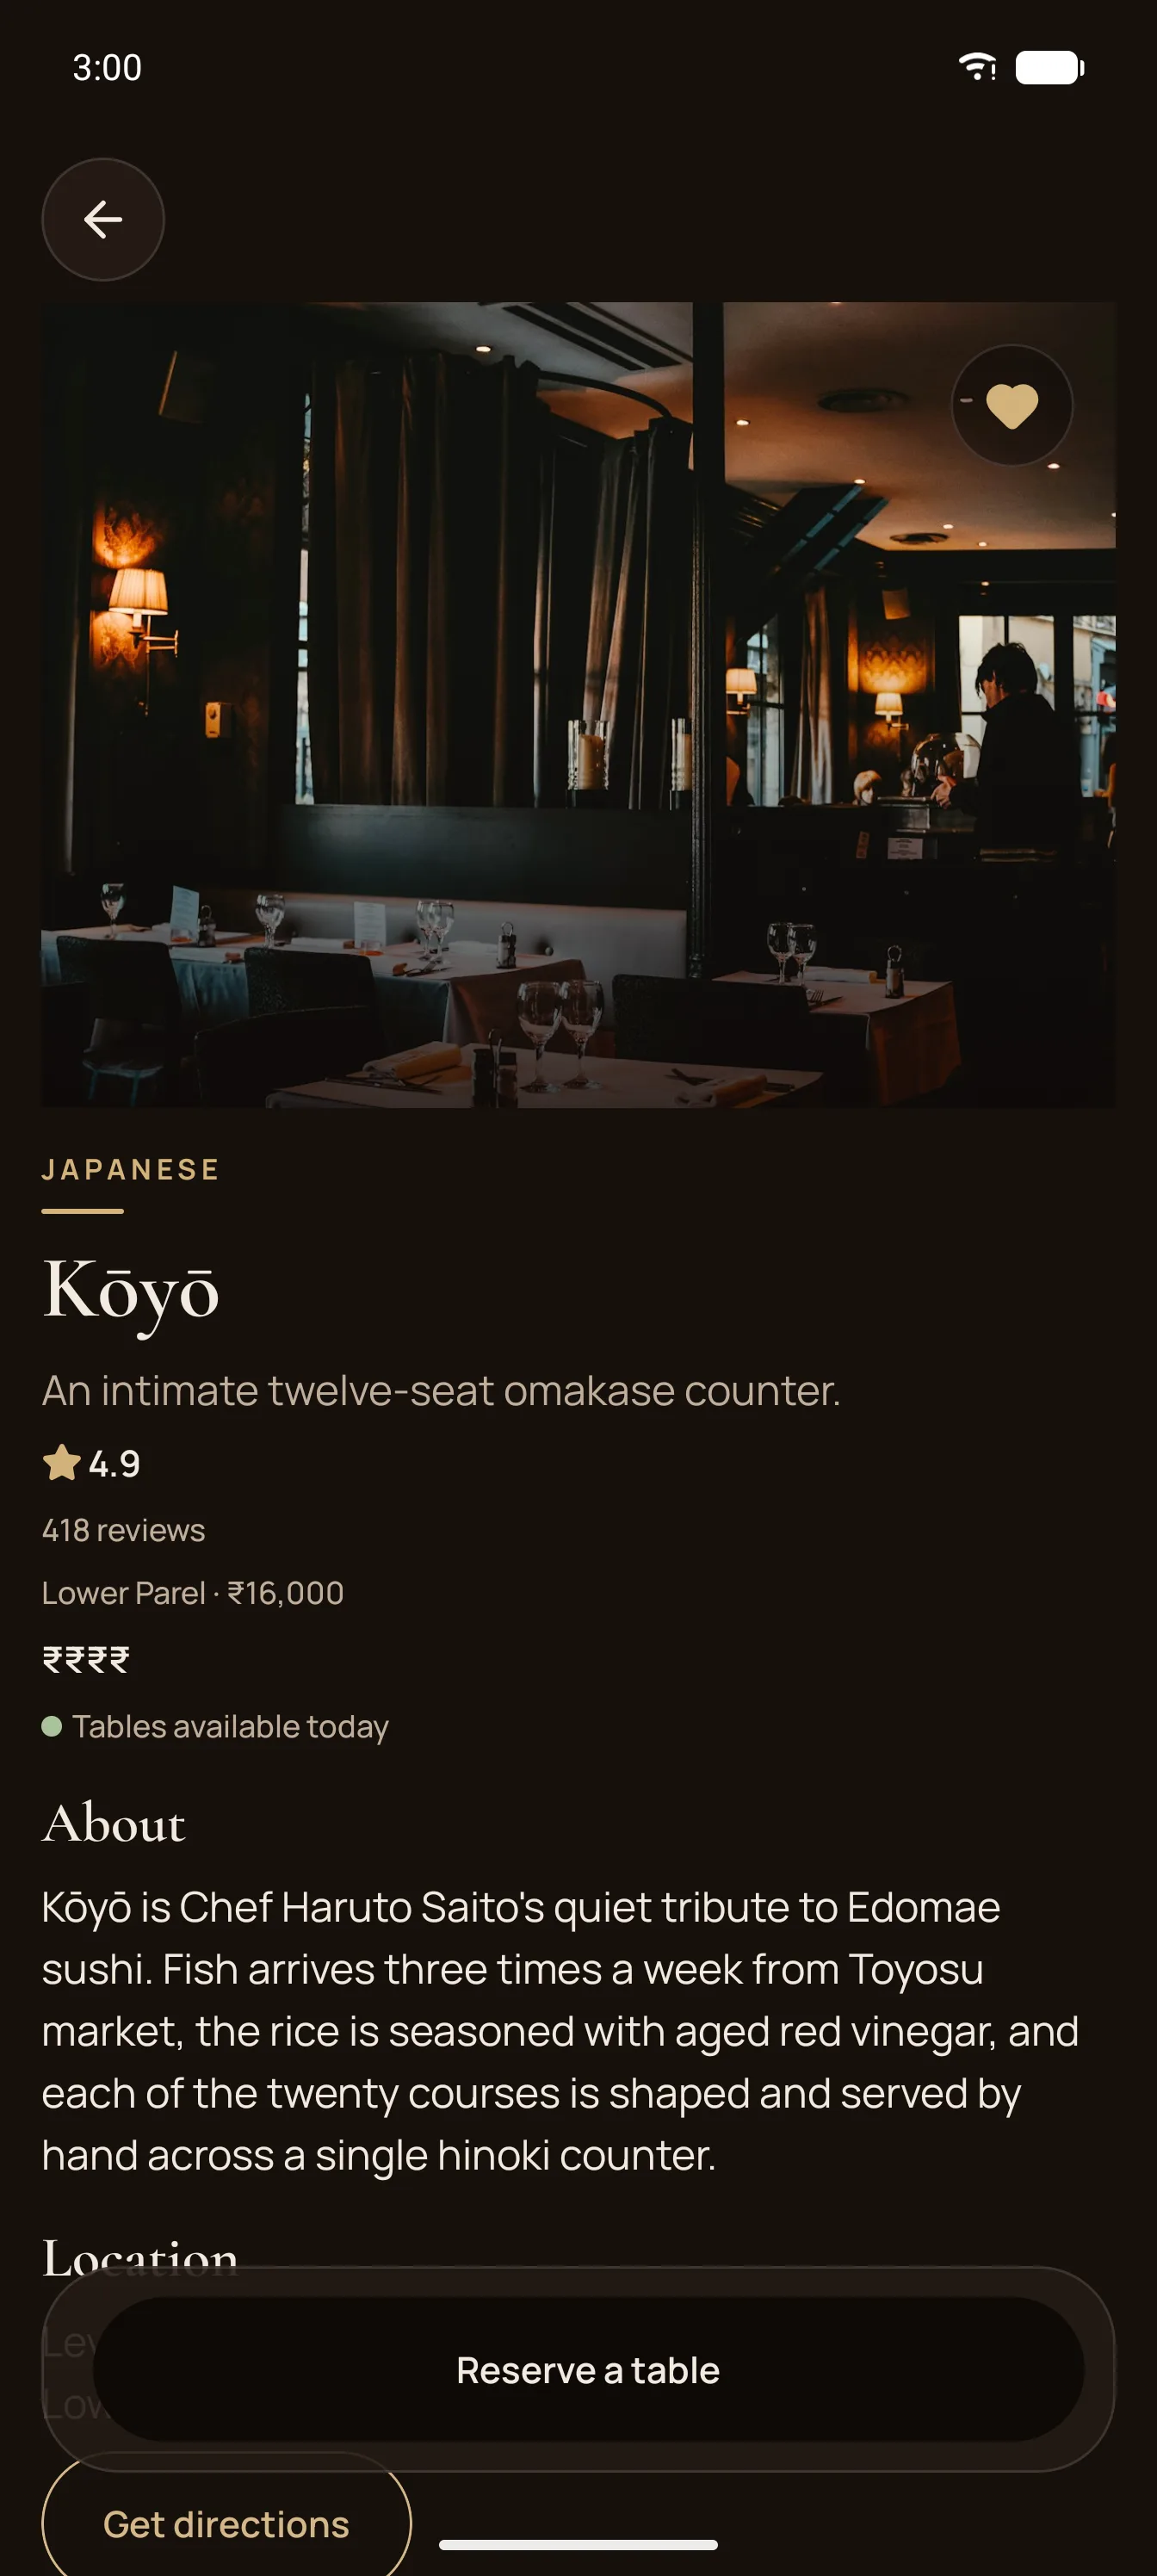 3:00
JAPANESE
Kōyō
An intimate twelve-seat omakase counter.
4.9
418 reviews
Lower Parel · ₹16,000
₹₹₹₹
Tables available today
About
Kōyō is Chef Haruto Saito's quiet tribute to Edomae
sushi. Fish arrives three times a week from Toyosu
market, the rice is seasoned with aged red vinegar, and
each of the twenty courses is shaped and served by
hand across a single hinoki counter.
Location
Reserve a table
Get directions